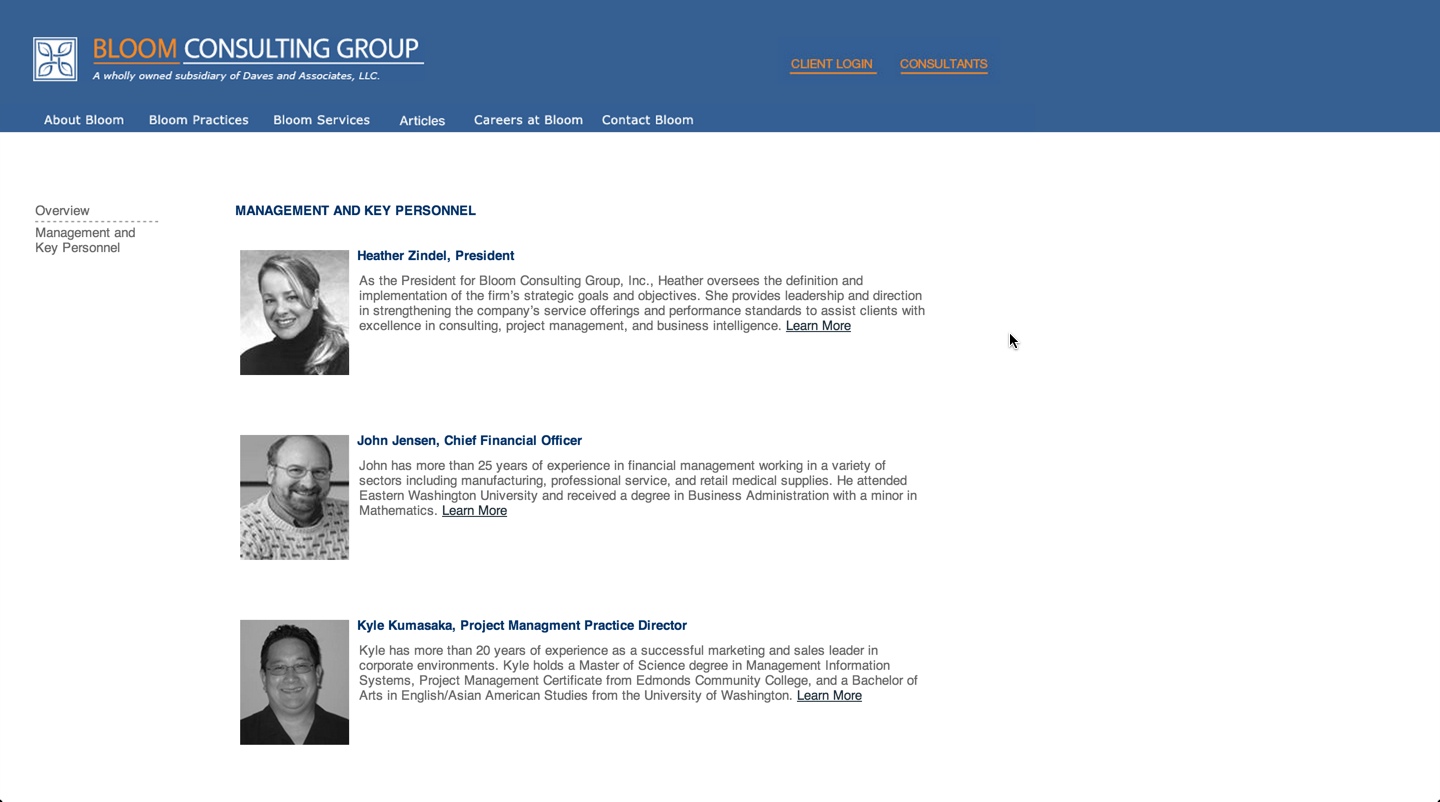 BLOOM CONSULTING GROUP
A wholly owned subsidiary of Daves and Associates, LLC.
CLIENT LOGIN
CONSULTANTS
About Bloom
Bloom Practices
Bloom Services
Articles
Careers at Bloom
Contact Bloom
Overview
Management and
Key Personnel
MANAGEMENT AND KEY PERSONNEL
Heather Zindel, President
As the President for Bloom Consulting Group, Inc., Heather oversees the definition and
implementation of the firm's strategic goals and objectives. She provides leadership and direction
in strengthening the company's service offerings and performance standards to assist clients with
excellence in consulting, project management, and business intelligence. Learn More
John Jensen, Chief Financial Officer
John has more than 25 years of experience in financial management working in a variety of
sectors including manufacturing, professional service, and retail medical supplies. He attended
Eastern Washington University and received a degree in Business Administration with a minor in
Mathematics. Learn More
Kyle Kumasaka, Project Managment Practice Director
Kyle has more than 20 years of experience as a successful marketing and sales leader in
corporate environments. Kyle holds a Master of Science degree in Management Information
Systems, Project Management Certificate from Edmonds Community College, and a Bachelor of
Arts in English/Asian American Studies from the University of Washington. Learn More